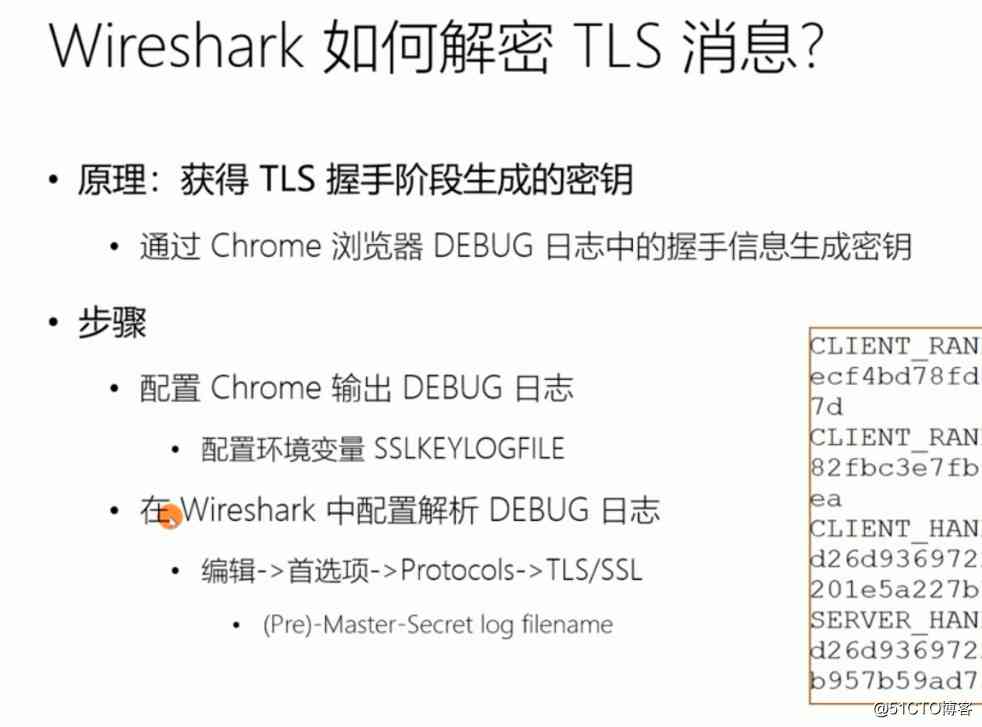 Wireshark 如何解密 TLS 消息?
• 原理：获得 TLS 握手阶段生成的密钥
• 通过 Chrome 浏览器 DEBUG 日志中的握手信息生成密钥
• 步骤
• 配置 Chrome 输出 DEBUG 日志
• 配置环境变量 SSLKEYLOGFILE
• 在 Wireshark 中配置解析 DEBUG 日志
• 编辑->首选项->Protocols->TLS/SSL
• (Pre)-Master-Secret log filename
CLIENT_RAN
ecf4bd78fd
7d
CLIENT_RAN
82fbc3e7fb
ea
CLIENT_HAN
d26d936972
201e5a227b
SERVER_HAN
d26d936972
b957b59ad7
@51CTO博客